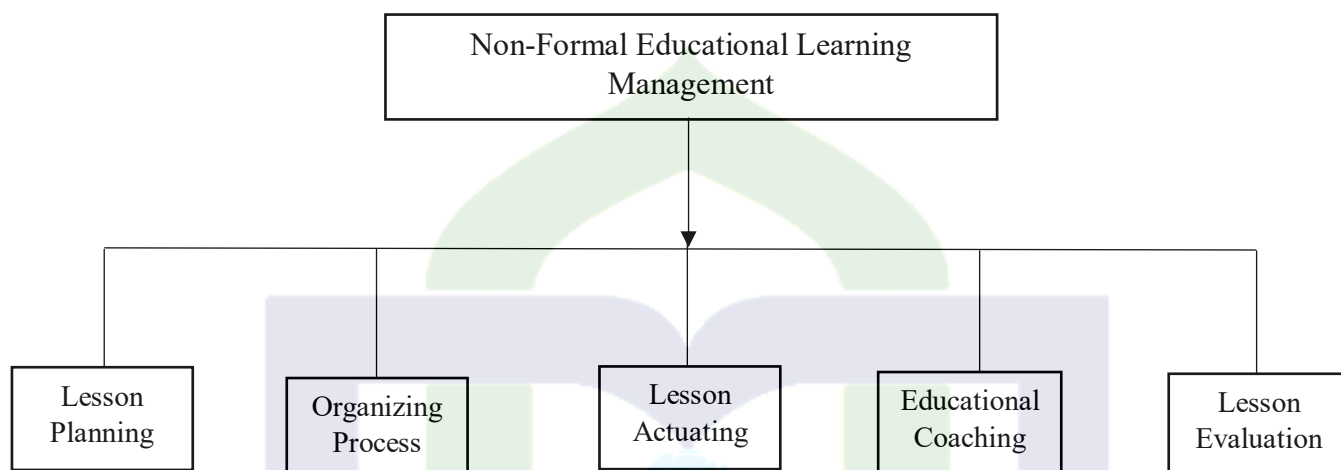 Non-Formal Educational Learning
Management
Lesson
Planning
Organizing
Process
Lesson
Actuating
Educational
Coaching
Lesson
Evaluation